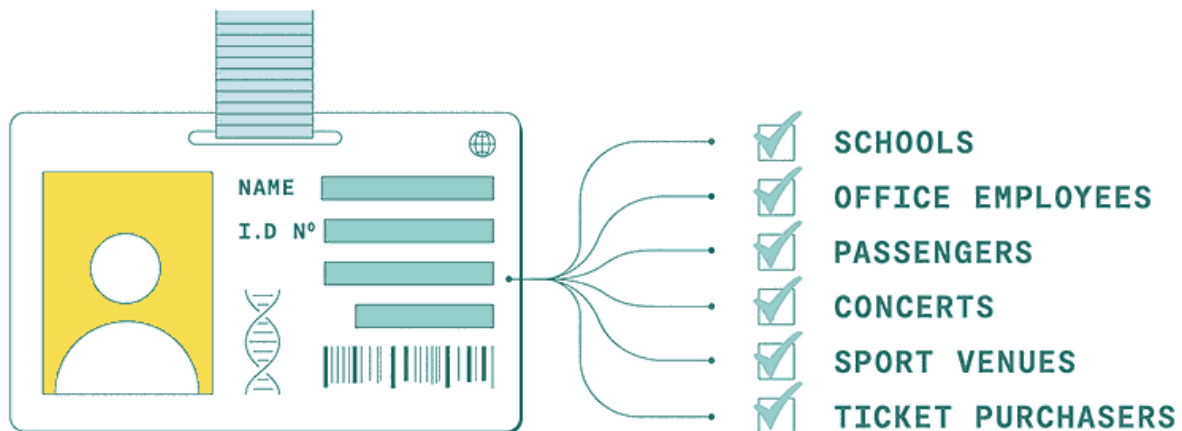 NAME
I.D Nº
SCHOOLS
OFFICE EMPLOYEES
PASSENGERS
CONCERTS
SPORT VENUES
TICKET PURCHASERS